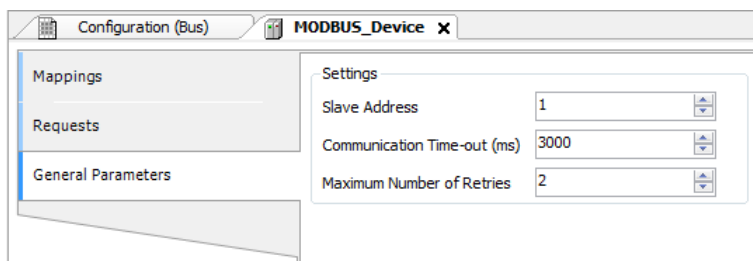 Configuration (Bus)
MODBUS_Device
Mappings
Requests
General Parameters
Settings
Slave Address 1
Communication Time-out (ms) 3000
Maximum Number of Retries 2